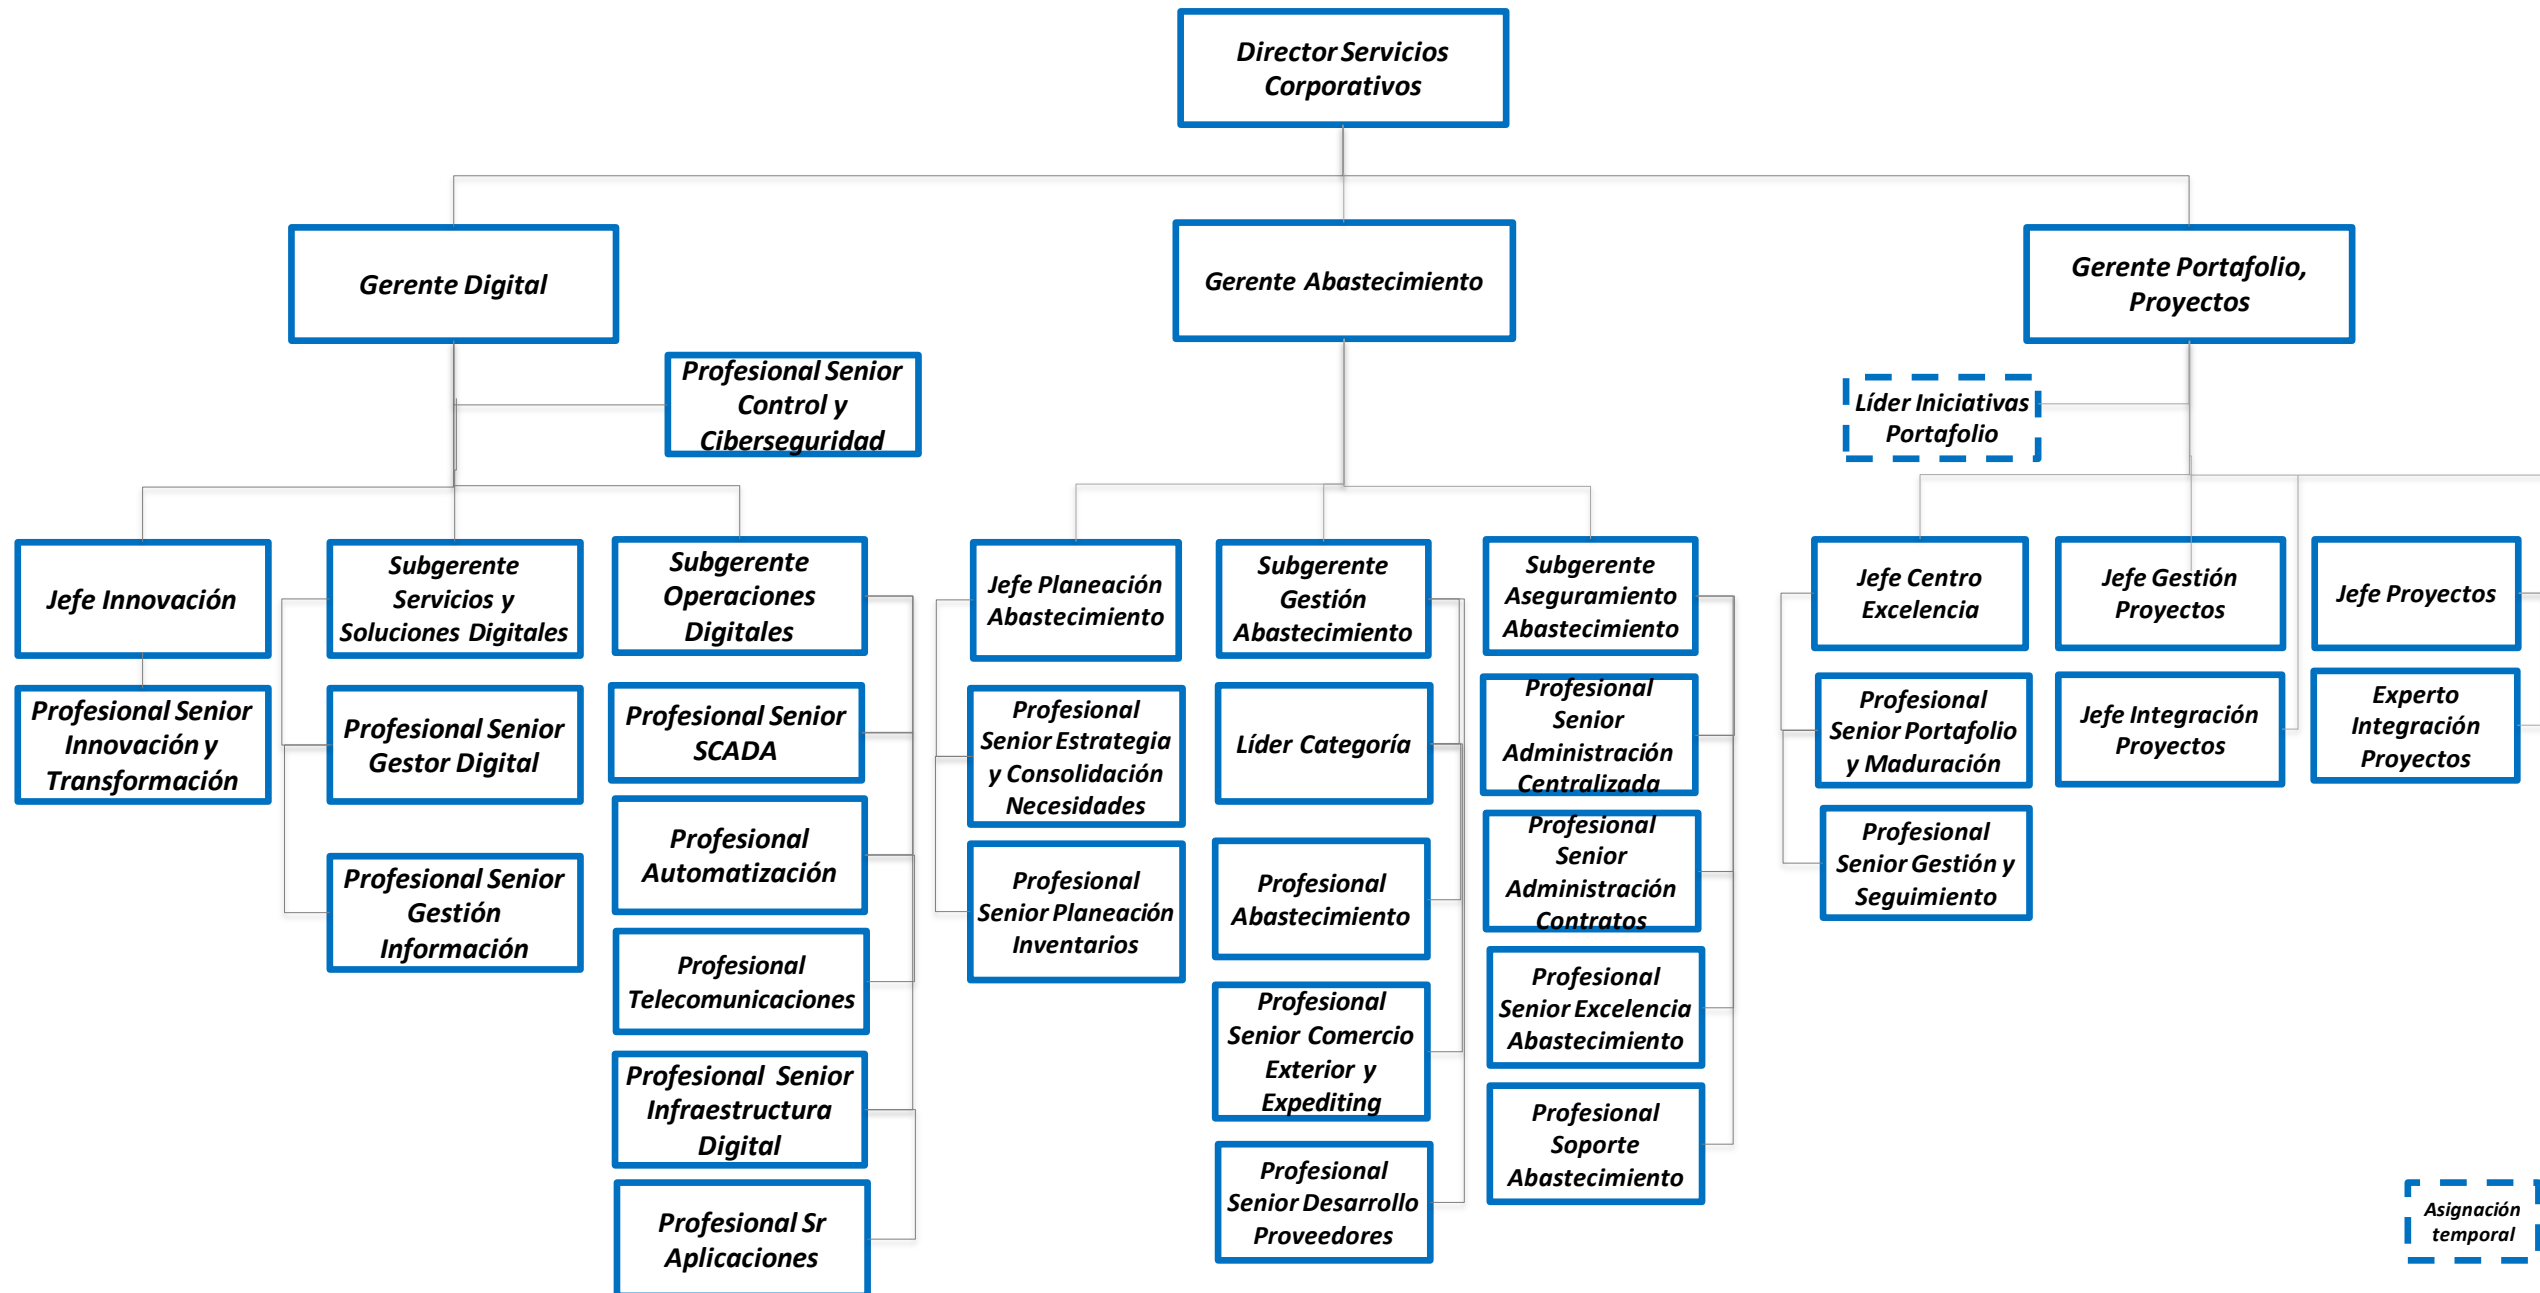 Director Servicios
Corporativos
Gerente Digital
Gerente Abastecimiento
Gerente Portafolio,
Proyectos
Profesional Senior
Control y
Ciberseguridad
Líder Iniciativas
Portafolio
Jefe Innovación
Profesional Senior
Innovación y
Transformación
Subgerente
Servicios y
Soluciones Digitales
Profesional Senior
Gestor Digital
Profesional Senior
Gestión
Información
Subgerente
Operaciones
Digitales
Profesional Senior
SCADA
Profesional
Automatización
Profesional
Telecomunicaciones
Profesional Senior
Infraestructura
Digital
Profesional Sr
Aplicaciones
Jefe Planeación
Abastecimiento
Profesional
Senior Estrategia
y Consolidación
Necesidades
Profesional
Senior Planeación
Inventarios
Subgerente
Gestión
Abastecimiento
Líder Categoría
Profesional
Abastecimiento
Profesional
Senior Comercio
Exterior y
Expediting
Profesional
Senior Desarrollo
Proveedores
Subgerente
Aseguramiento
Abastecimiento
Profesional
Senior
Administración
Centralizada
Profesional
Senior
Administración
Contratos
Profesional
Senior Excelencia
Abastecimiento
Profesional
Soporte
Abastecimiento
Jefe Centro
Excelencia
Profesional
Senior Portafolio
y Maduración
Profesional
Senior Gestión y
Seguimiento
Jefe Gestión
Proyectos
Jefe Integración
Proyectos
Jefe Proyectos
Experto
Integración
Proyectos
Asignación
temporal